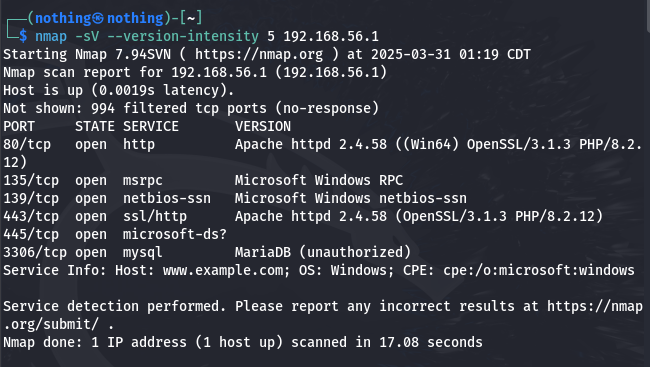 ┌──(nothing㉿nothing)-[~]
└─$ nmap -sV --version-intensity 5 192.168.56.1
Starting Nmap 7.94SVN ( https://nmap.org ) at 2025-03-31 01:19 CDT
Nmap scan report for 192.168.56.1 (192.168.56.1)
Host is up (0.0019s latency).
Not shown: 994 filtered tcp ports (no-response)
PORT     STATE SERVICE       VERSION
80/tcp   open  http          Apache httpd 2.4.58 ((Win64) OpenSSL/3.1.3 PHP/8.2.
12)
135/tcp  open  msrpc         Microsoft Windows RPC
139/tcp  open  netbios-ssn   Microsoft Windows netbios-ssn
443/tcp  open  ssl/http      Apache httpd 2.4.58 (OpenSSL/3.1.3 PHP/8.2.12)
445/tcp  open  microsoft-ds?
3306/tcp open  mysql         MariaDB (unauthorized)
Service Info: Host: www.example.com; OS: Windows; CPE: cpe:/o:microsoft:windows

Service detection performed. Please report any incorrect results at https://nmap
.org/submit/ .
Nmap done: 1 IP address (1 host up) scanned in 17.08 seconds